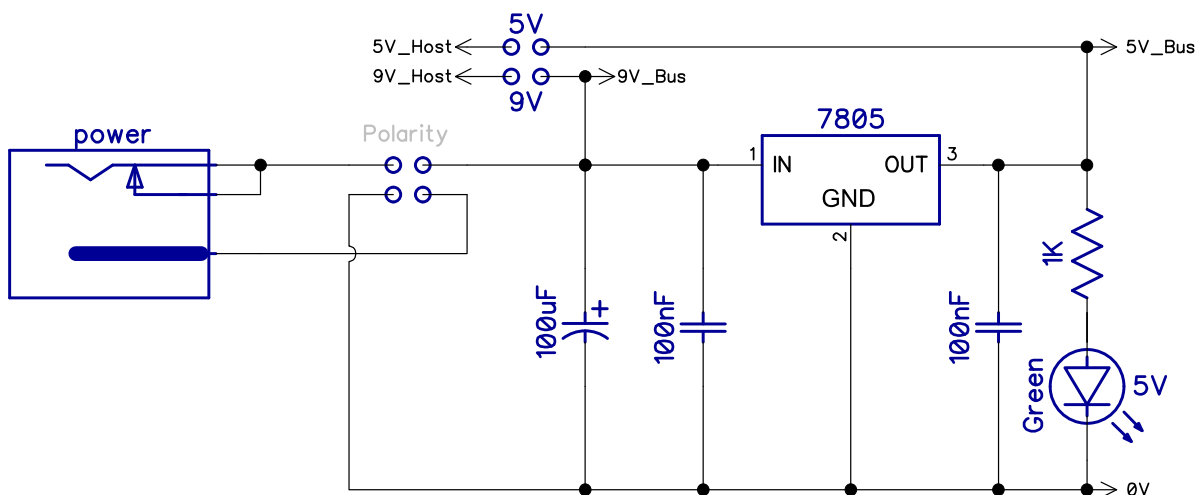 5V
5V_Host
5V_Bus
9V_Host
9V_Bus
9V
7805
power
Polarity
1
IN
OUT
3
GND
2
1K
100uF
+
100nF
100nF
Green
5V
0V